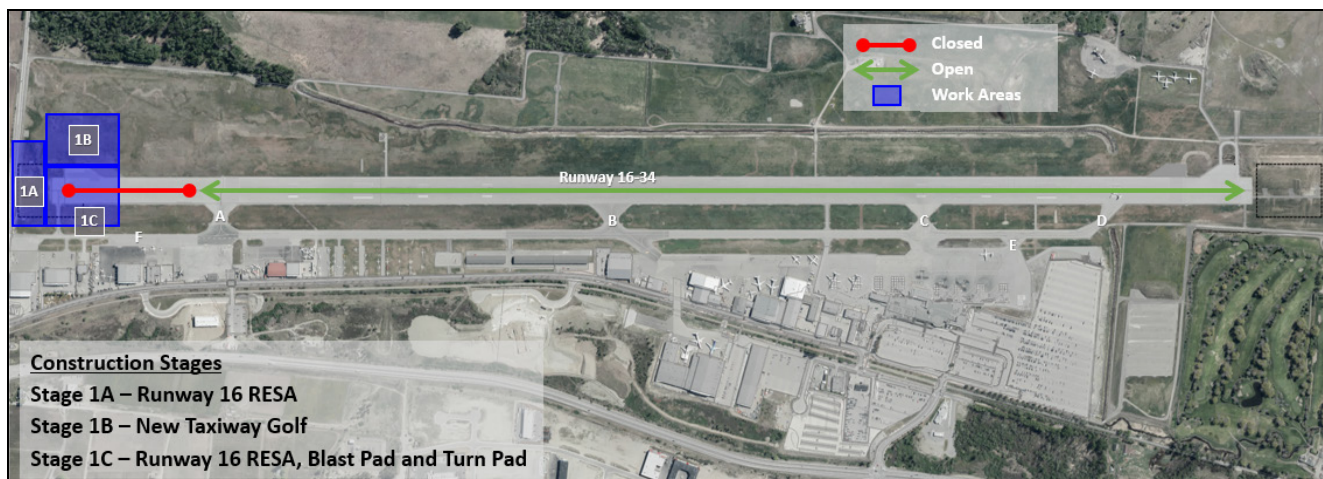 Closed
Open
Work Areas
1B
1A
Runway 16-34
1C
A
B
C
D
F
E
Construction Stages
Stage 1A – Runway 16 RESA
Stage 1B – New Taxiway Golf
Stage 1C – Runway 16 RESA, Blast Pad and Turn Pad